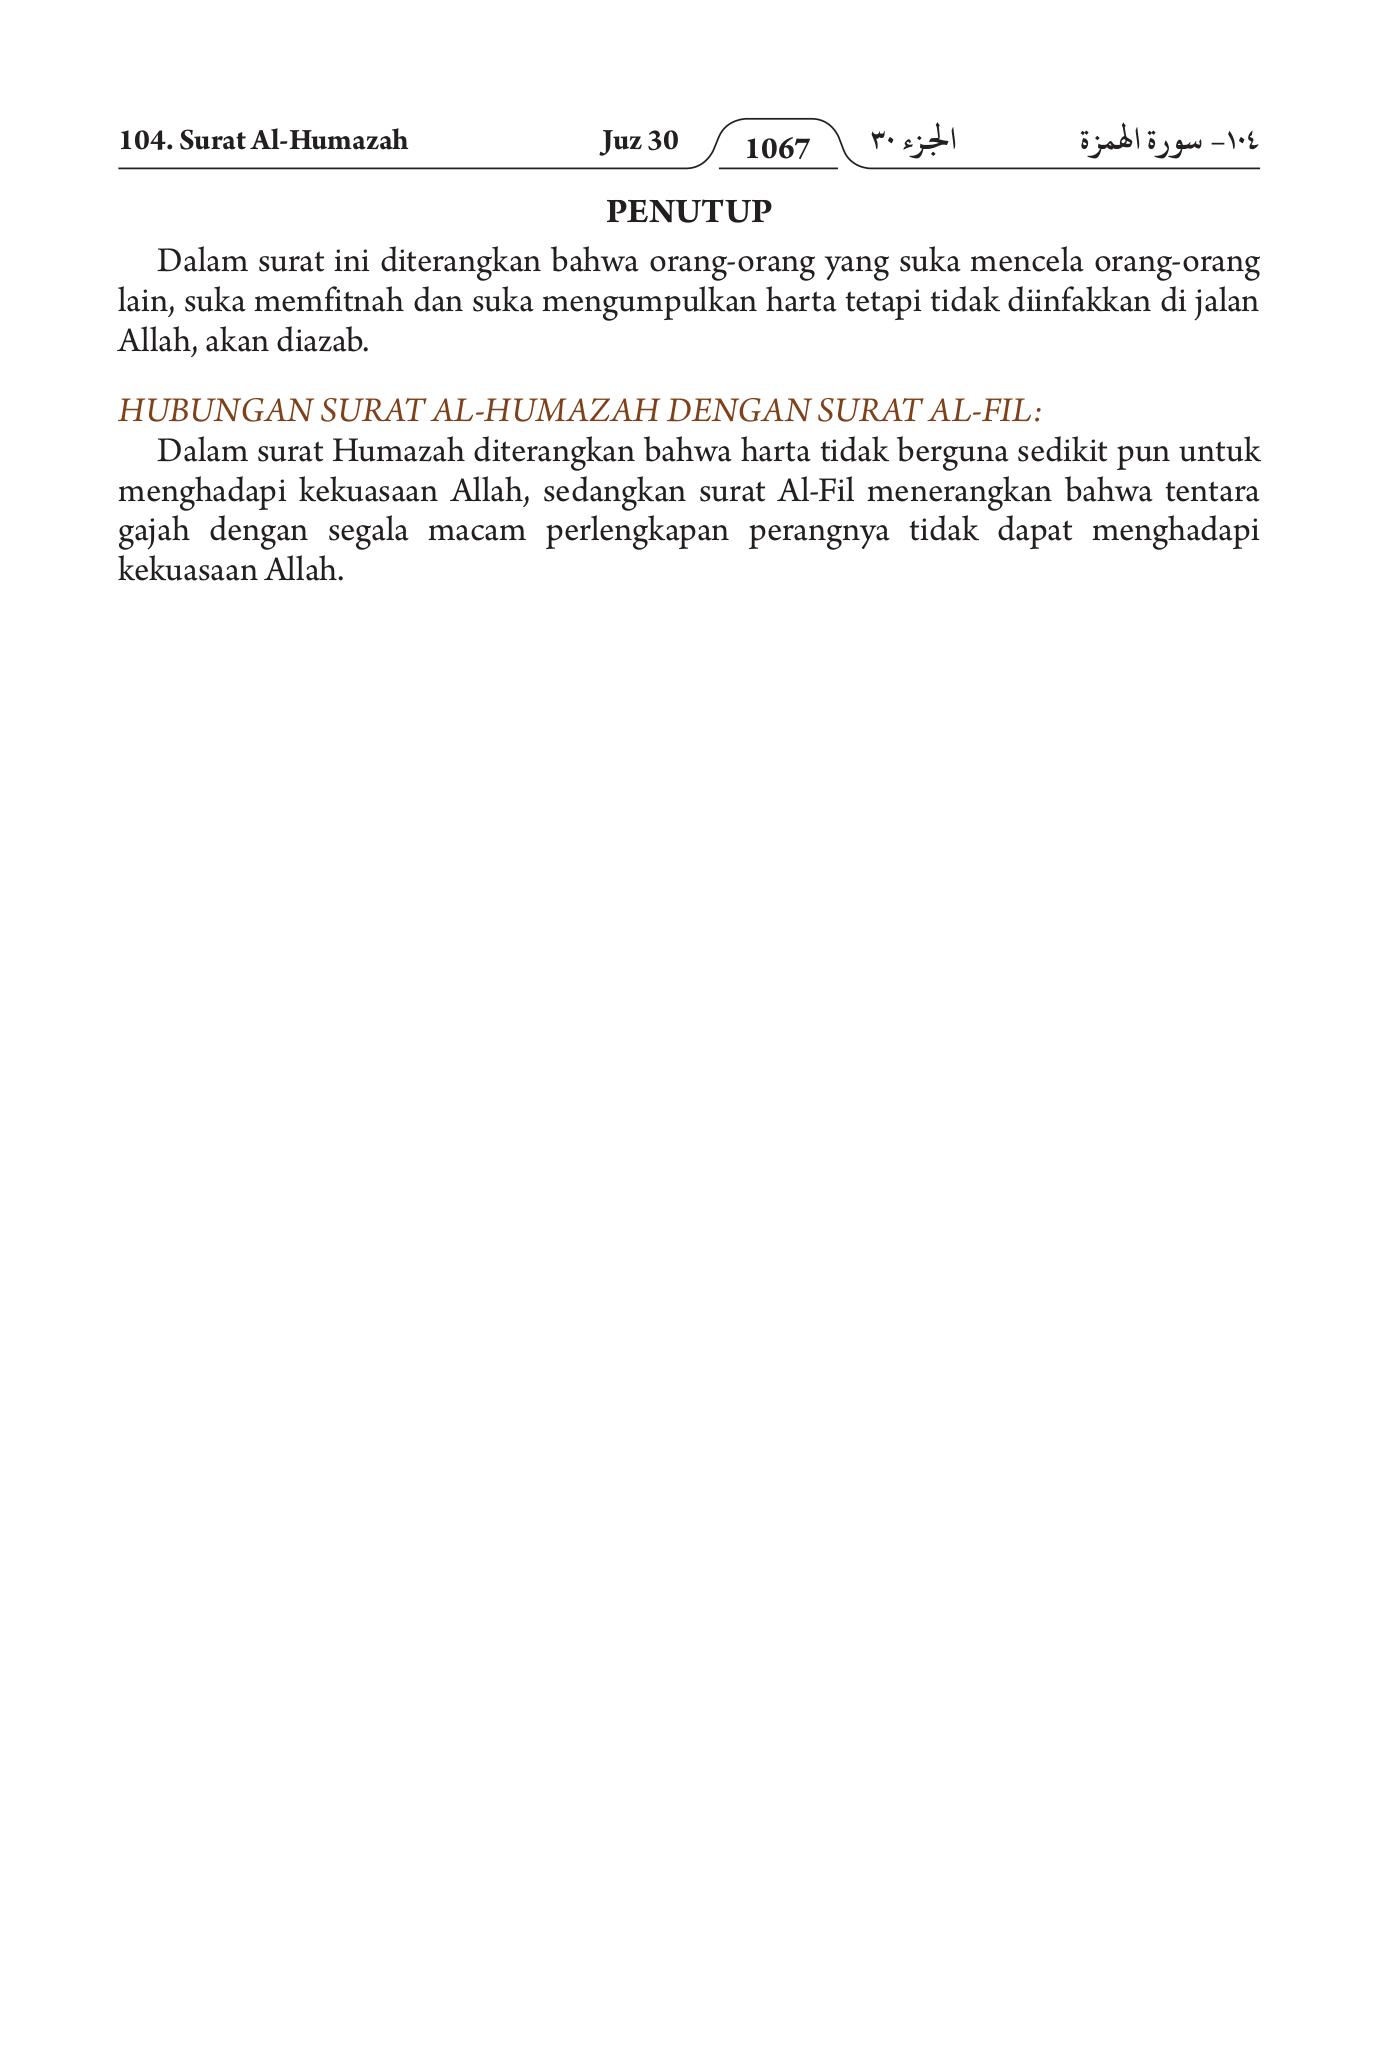 104. Surat Al-Humazah Juz 30 1067 الجزء ٣٠ ١٠٤- سورة الهمزة
PENUTUP
Dalam surat ini diterangkan bahwa orang-orang yang suka mencela orang-orang
lain, suka memfitnah dan suka mengumpulkan harta tetapi tidak diinfakkan di jalan
Allah, akan diazab.
HUBUNGAN SURAT AL-HUMAZAH DENGAN SURAT AL-FIL:
Dalam surat Humazah diterangkan bahwa harta tidak berguna sedikit pun untuk
menghadapi kekuasaan Allah, sedangkan surat Al-Fil menerangkan bahwa tentara
gajah dengan segala macam perlengkapan perangnya tidak dapat menghadapi
kekuasaan Allah.